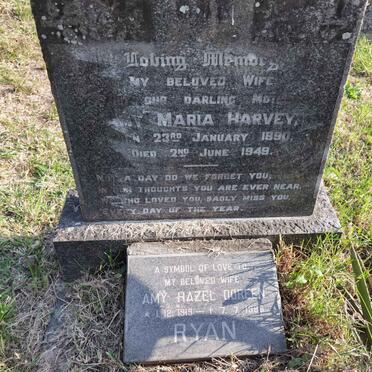 Loving Memory
MY BELOVED WIFE
OUR DARLING
MARIA HARVEY,
23RD JANUARY 1890,
DIED 2ND JUNE 1949.
A DAY DO WE FORGET YOU,
THOUGHTS YOU ARE EVER NEAR,
WHO LOVED YOU, SADLY MISS YOU,
DAY OF THE YEAR.
A SYMBOL OF LOVE TO
MY BELOVED WIFE
AMY HAZEL DOREEN
RYAN